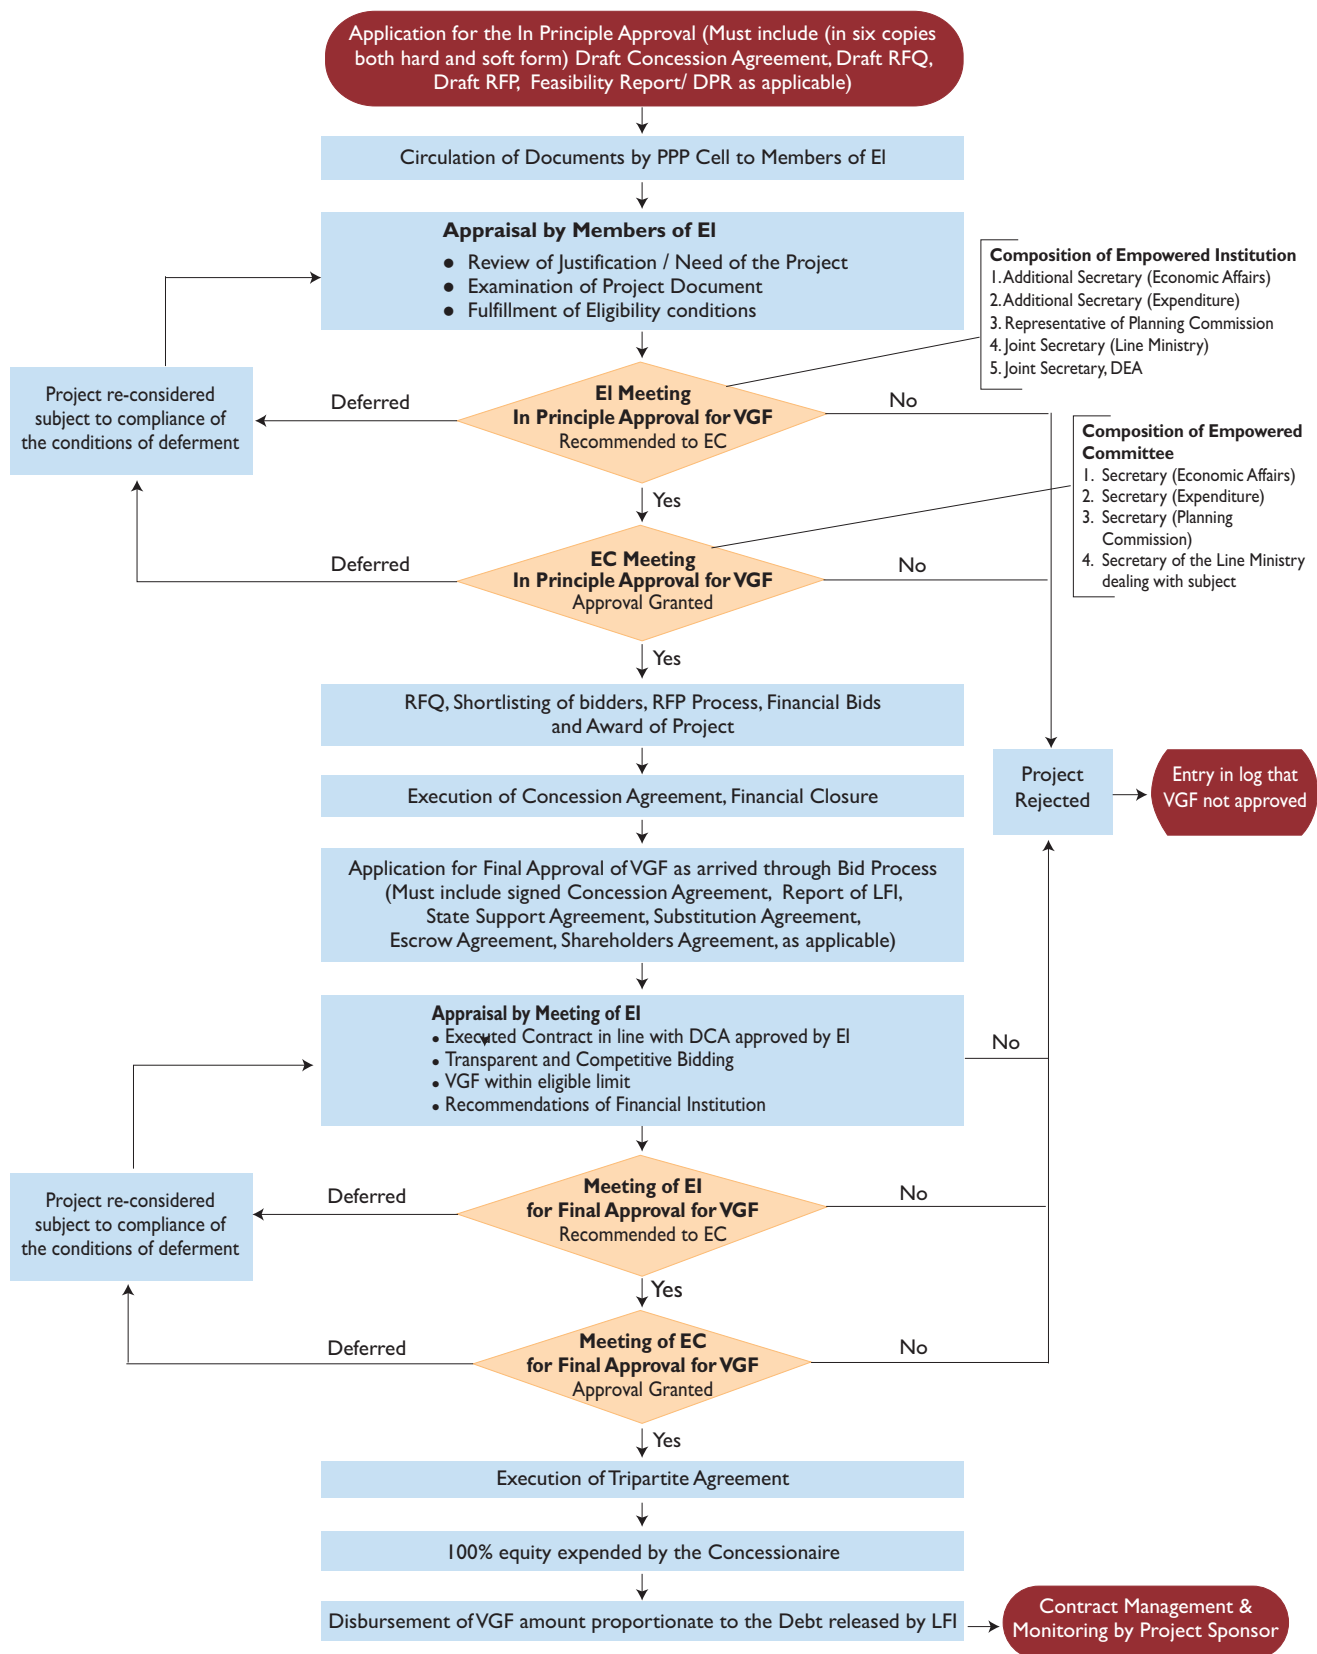 Application for the In Principle Approval (Must include (in six copies
both hard and soft form) Draft Concession Agreement, Draft RFQ,
Draft RFP, Feasibility Report/ DPR as applicable)
Circulation of Documents by PPP Cell to Members of EI
Appraisal by Members of EI
● Review of Justification / Need of the Project
● Examination of Project Document
● Fulfillment of Eligibility conditions
Composition of Empowered Institution
1. Additional Secretary (Economic Affairs)
2. Additional Secretary (Expenditure)
3. Representative of Planning Commission
4. Joint Secretary (Line Ministry)
5. Joint Secretary, DEA
Project re-considered
subject to compliance of
the conditions of deferment
Deferred
EI Meeting
In Principle Approval for VGF
Recommended to EC
No
Composition of Empowered
Committee
1. Secretary (Economic Affairs)
2. Secretary (Expenditure)
3. Secretary (Planning
Commission)
4. Secretary of the Line Ministry
dealing with subject
Yes
Deferred
EC Meeting
In Principle Approval for VGF
Approval Granted
No
Yes
RFQ, Shortlisting of bidders, RFP Process, Financial Bids
and Award of Project
Project
Rejected
Entry in log that
VGF not approved
Execution of Concession Agreement, Financial Closure
Application for Final Approval of VGF as arrived through Bid Process
(Must include signed Concession Agreement, Report of LFI,
State Support Agreement, Substitution Agreement,
Escrow Agreement, Shareholders Agreement, as applicable)
Appraisal by Meeting of EI
● Executed Contract in line with DCA approved by EI
● Transparent and Competitive Bidding
● VGF within eligible limit
● Recommendations of Financial Institution
No
Project re-considered
subject to compliance of
the conditions of deferment
Deferred
Meeting of EI
for Final Approval for VGF
Recommended to EC
No
Yes
Deferred
Meeting of EC
for Final Approval for VGF
Approval Granted
No
Yes
Execution of Tripartite Agreement
100% equity expended by the Concessionaire
Disbursement of VGF amount proportionate to the Debt released by LFI
Contract Management &
Monitoring by Project Sponsor